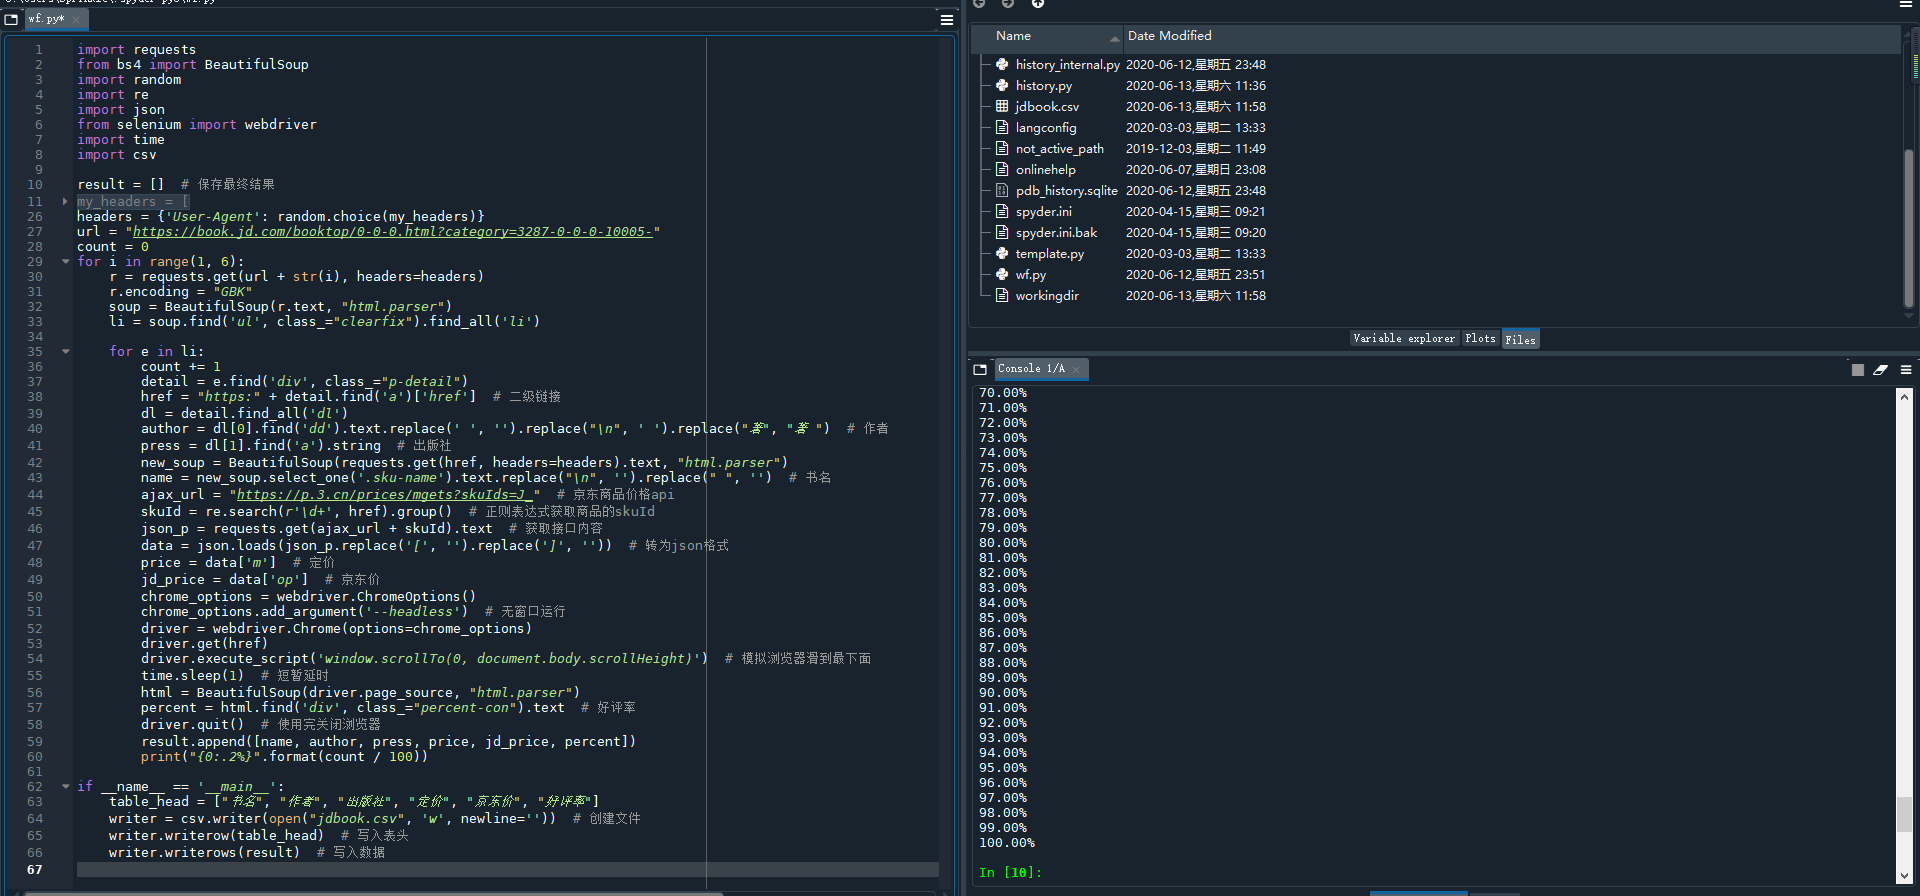 wf.py*
1 import requests
2 from bs4 import BeautifulSoup
3 import random
4 import re
5 import json
6 from selenium import webdriver
7 import time
8 import csv
9
10 result = []  # 保存最终结果
11 my_headers = [
26 headers = {'User-Agent': random.choice(my_headers)}
27 url = "https://book.jd.com/booktop/0-0-0.html?category=3287-0-0-0-10005-"
28 count = 0
29 for i in range(1, 6):
30     r = requests.get(url + str(i), headers=headers)
31     r.encoding = "GBK"
32     soup = BeautifulSoup(r.text, "html.parser")
33     li = soup.find('ul', class_="clearfix").find_all('li')
34
35     for e in li:
36         count += 1
37         detail = e.find('div', class_="p-detail")
38         href = "https:" + detail.find('a')['href']  # 二级链接
39         dl = detail.find_all('dl')
40         author = dl[0].find('dd').text.replace(' ', '').replace("\n", ' ').replace("著", "著 ")  # 作者
41         press = dl[1].find('a').string  # 出版社
42         new_soup = BeautifulSoup(requests.get(href, headers=headers).text, "html.parser")
43         name = new_soup.select_one('.sku-name').text.replace("\n", '').replace(" ", '')  # 书名
44         ajax_url = "https://p.3.cn/prices/mgets?skuIds=J_"  # 京东商品价格api
45         skuId = re.search(r'\d+', href).group()  # 正则表达式获取商品的skuId
46         json_p = requests.get(ajax_url + skuId).text  # 获取接口内容
47         data = json.loads(json_p.replace('[', '').replace(']', ''))  # 转为json格式
48         price = data['m']  # 定价
49         jd_price = data['op']  # 京东价
50         chrome_options = webdriver.ChromeOptions()
51         chrome_options.add_argument('--headless')  # 无窗口运行
52         driver = webdriver.Chrome(options=chrome_options)
53         driver.get(href)
54         driver.execute_script('window.scrollTo(0, document.body.scrollHeight)')  # 模拟浏览器滑到最下面
55         time.sleep(1)  # 短暂延时
56         html = BeautifulSoup(driver.page_source, "html.parser")
57         percent = html.find('div', class_="percent-con").text  # 好评率
58         driver.quit()  # 使用完关闭浏览器
59         result.append([name, author, press, price, jd_price, percent])
60         print("{0:.2%}".format(count / 100))
61
62 if __name__ == '__main__':
63     table_head = ["书名", "作者", "出版社", "定价", "京东价", "好评率"]
64     writer = csv.writer(open("jdbook.csv", 'w', newline=''))  # 创建文件
65     writer.writerow(table_head)  # 写入表头
66     writer.writerows(result)  # 写入数据
67
Name Date Modified
history_internal.py 2020-06-12,星期五 23:48
history.py 2020-06-13,星期六 11:36
jdbook.csv 2020-06-13,星期六 11:58
langconfig 2020-03-03,星期二 13:33
not_active_path 2019-12-03,星期二 11:49
onlinehelp 2020-06-07,星期日 23:08
pdb_history.sqlite 2020-06-12,星期五 23:48
spyder.ini 2020-04-15,星期三 09:21
spyder.ini.bak 2020-04-15,星期三 09:20
template.py 2020-03-03,星期二 13:33
wf.py 2020-06-12,星期五 23:51
workingdir 2020-06-13,星期六 11:58
Variable explorer Plots Files
Console 1/A
70.00%
71.00%
72.00%
73.00%
74.00%
75.00%
76.00%
77.00%
78.00%
79.00%
80.00%
81.00%
82.00%
83.00%
84.00%
85.00%
86.00%
87.00%
88.00%
89.00%
90.00%
91.00%
92.00%
93.00%
94.00%
95.00%
96.00%
97.00%
98.00%
99.00%
100.00%
In [10]: